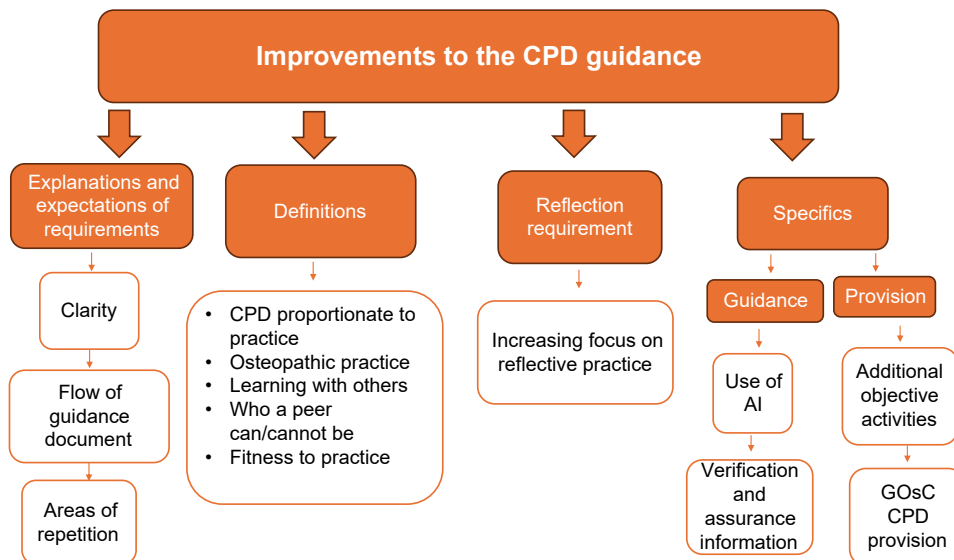 Improvements to the CPD guidance
Explanations and
expectations of
requirements
Clarity
Flow of
guidance
document
Areas of
repetition
Definitions
• CPD proportionate to
practice
• Osteopathic practice
• Learning with others
• Who a peer
can/cannot be
• Fitness to practice
Reflection
requirement
Increasing focus on
reflective practice
Specifics
Guidance
Use of
AI
Verification
and
assurance
information
Provision
Additional
objective
activities
GOsC
CPD
provision